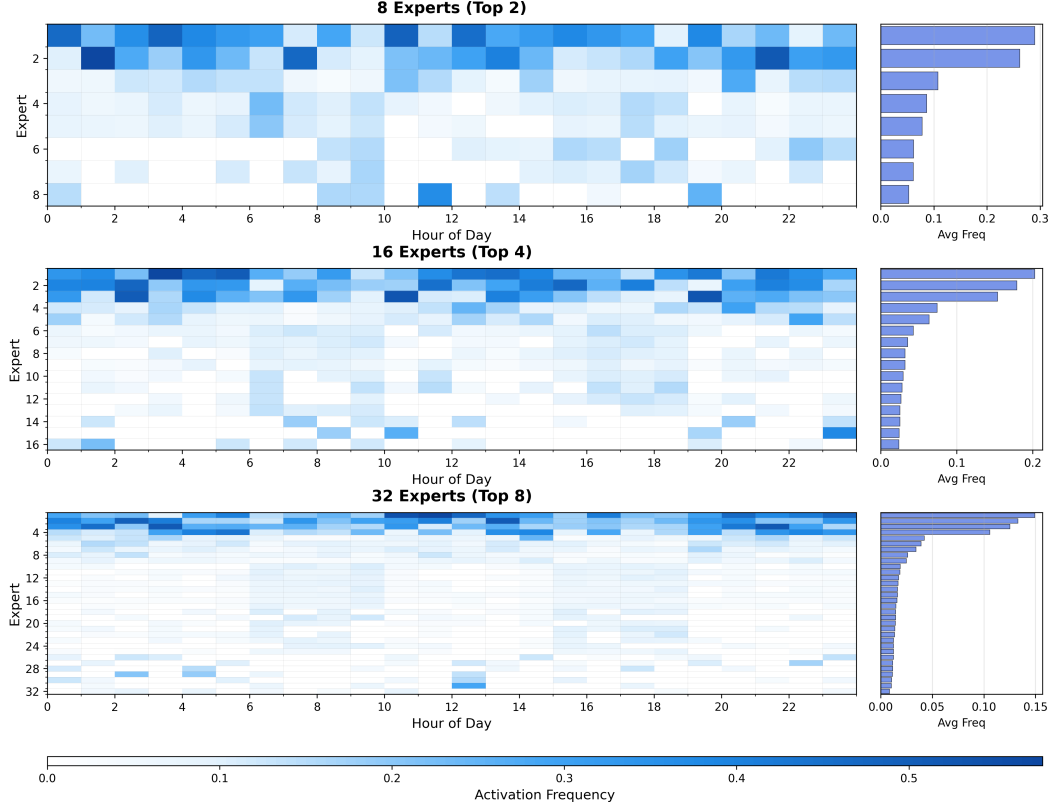 8 Experts (Top 2)
Expert
2
4
6
8
0 2 4 6 8 10 12 14 16 18 20 22
Hour of Day
0.0 0.1 0.2 0.3
Avg Freq
16 Experts (Top 4)
Expert
2
4
6
8
10
12
14
16
0 2 4 6 8 10 12 14 16 18 20 22
Hour of Day
0.0 0.1 0.2
Avg Freq
32 Experts (Top 8)
Expert
4
8
12
16
20
24
28
32
0 2 4 6 8 10 12 14 16 18 20 22
Hour of Day
0.00 0.05 0.10 0.15
Avg Freq
0.0 0.1 0.2 0.3 0.4 0.5
Activation Frequency